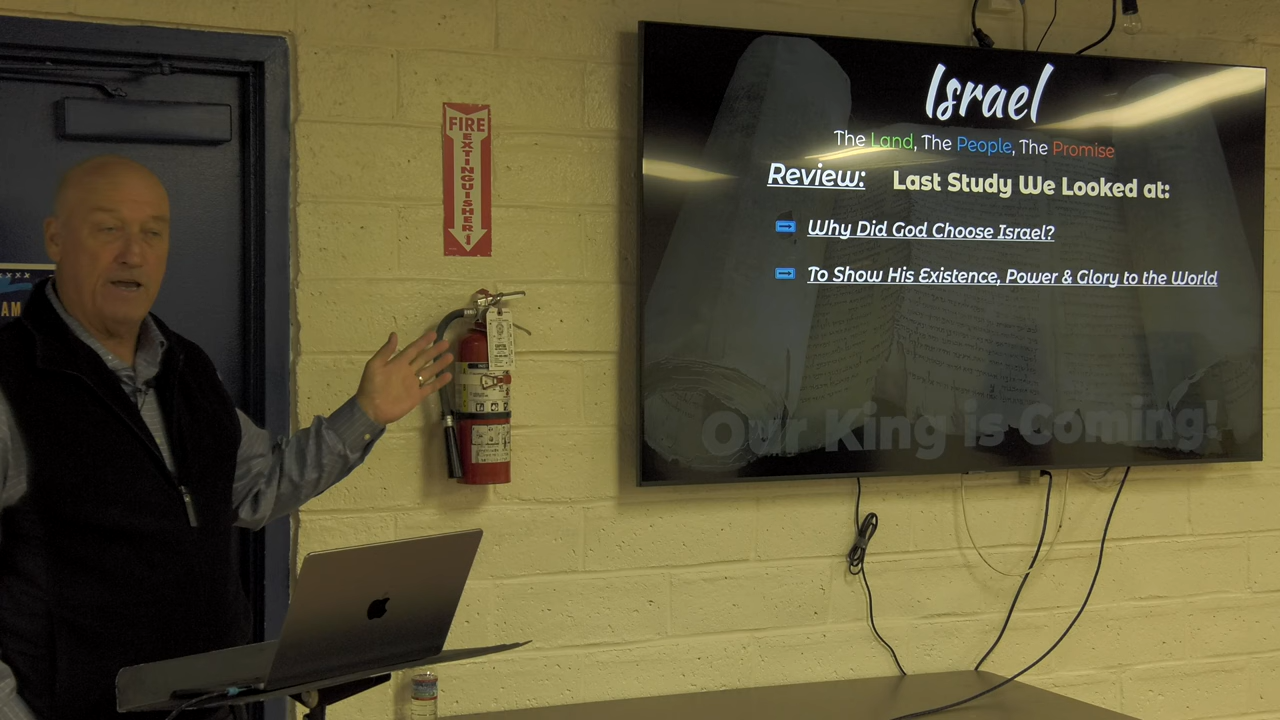 FIRE
EXTINGUISHER
AM
Israel
The Land, The People, The Promise
Review: Last Study We Looked at:
Why Did God Choose Israel?
To Show His Existence, Power & Glory to the World
Our King is Coming!